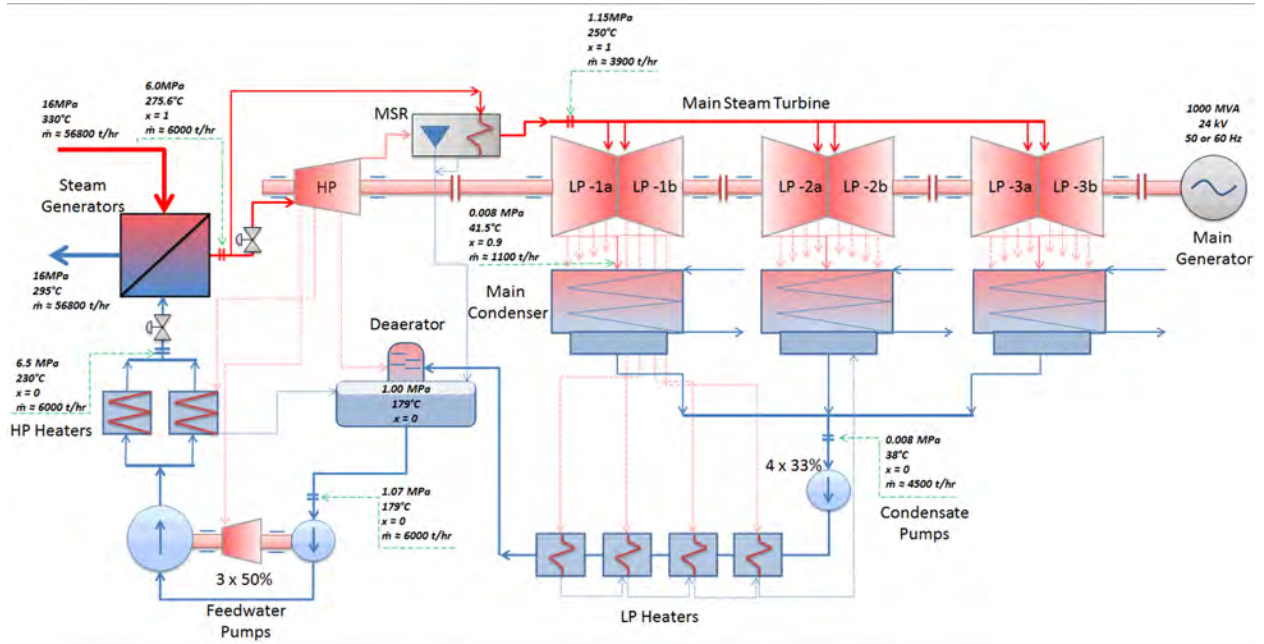 1.15MPa
250°C
x = 1
ṁ ≈ 3900 t/hr
6.0MPa
275.6°C
x = 1
ṁ ≈ 6000 t/hr
16MPa
330°C
ṁ ≈ 56800 t/hr
MSR
Main Steam Turbine
1000 MVA
24 kV
50 or 60 Hz
Steam
Generators
HP
LP -1a
LP -1b
LP -2a
LP -2b
LP -3a
LP -3b
Main
Generator
0.008 MPa
41.5°C
x = 0.9
ṁ ≈ 1100 t/hr
16MPa
295°C
ṁ ≈ 56800 t/hr
Main
Condenser
Deaerator
6.5 MPa
230°C
x = 0
ṁ ≈ 6000 t/hr
HP Heaters
1.00 MPa
179°C
x = 0
0.008 MPa
38°C
x = 0
ṁ ≈ 4500 t/hr
4 x 33%
Condensate
Pumps
1.07 MPa
179°C
x = 0
ṁ ≈ 6000 t/hr
3 x 50%
Feedwater
Pumps
LP Heaters